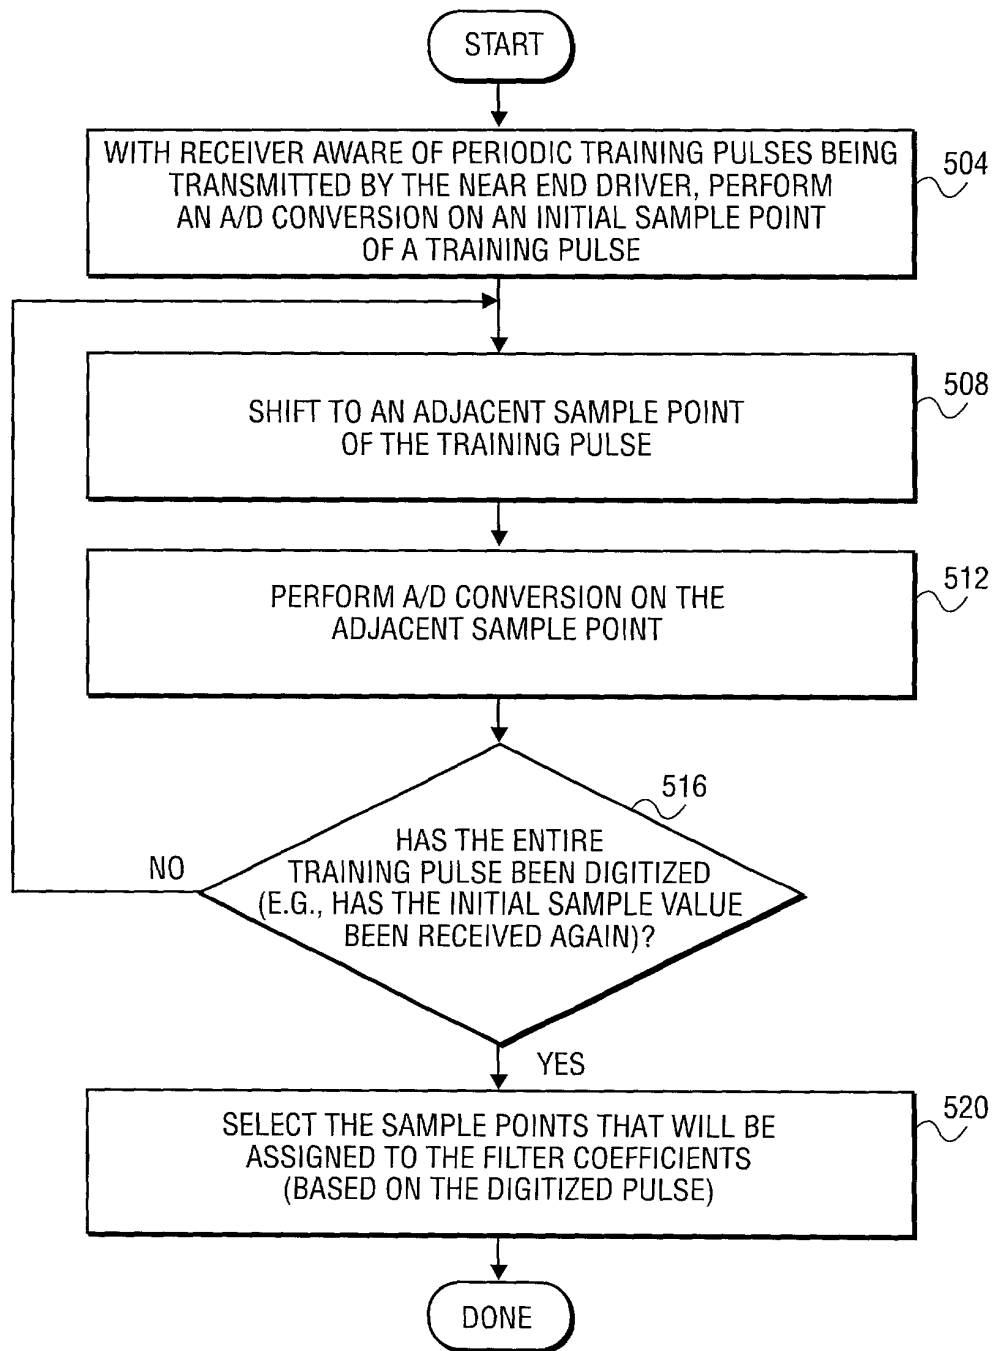 START
WITH RECEIVER AWARE OF PERIODIC TRAINING PULSES BEING
TRANSMITTED BY THE NEAR END DRIVER, PERFORM
AN A/D CONVERSION ON AN INITIAL SAMPLE POINT
OF A TRAINING PULSE
504
SHIFT TO AN ADJACENT SAMPLE POINT
OF THE TRAINING PULSE
508
PERFORM A/D CONVERSION ON THE
ADJACENT SAMPLE POINT
512
516
HAS THE ENTIRE
TRAINING PULSE BEEN DIGITIZED
(E.G., HAS THE INITIAL SAMPLE VALUE
BEEN RECEIVED AGAIN)?
NO
YES
SELECT THE SAMPLE POINTS THAT WILL BE
ASSIGNED TO THE FILTER COEFFICIENTS
(BASED ON THE DIGITIZED PULSE)
520
DONE